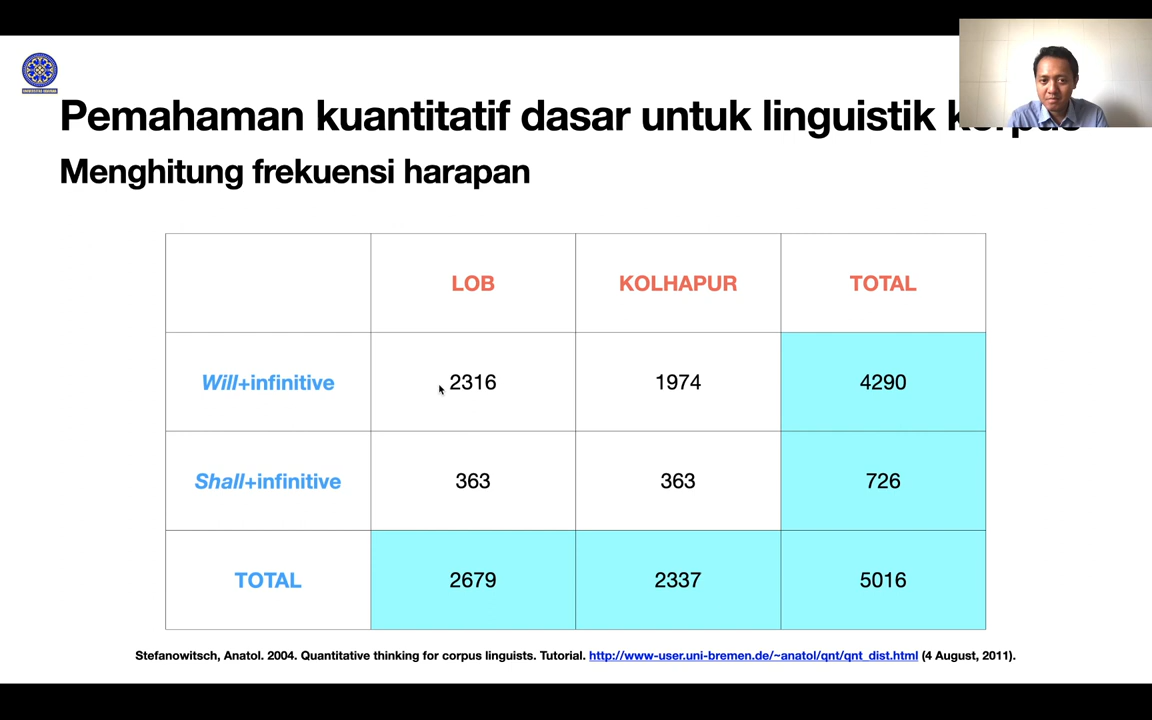 Pemahaman kuantitatif dasar untuk linguistik
Menghitung frekuensi harapan
LOB KOLHAPUR TOTAL
Will+infinitive 2316 1974 4290
Shall+infinitive 363 363 726
TOTAL 2679 2337 5016
Stefanowitsch, Anatol. 2004. Quantitative thinking for corpus linguists. Tutorial. http://www-user.uni-bremen.de/~anatol/qnt/qnt_dist.html (4 August, 2011).